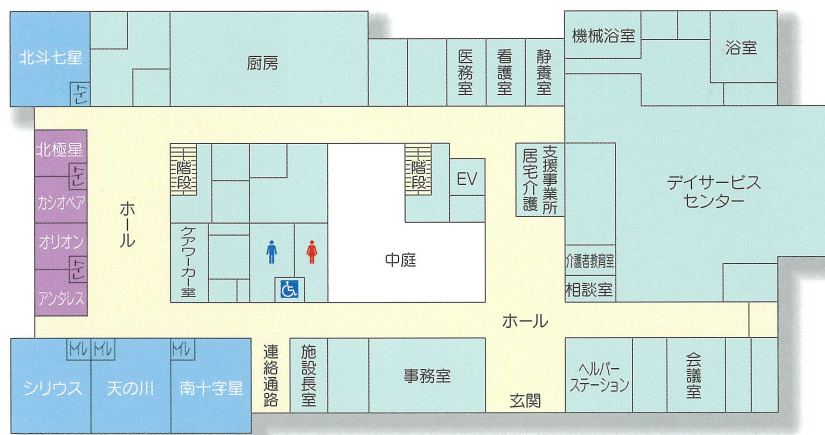 北斗七星
トイレ
厨房
医務室
看護室
静養室
機械浴室
浴室
北極星
トイレ
カシオペア
オリオン
トイレ
アンタレス
ホール
階段
階段
EV
居宅介護
支援事業所
デイサービス
センター
ケアワーカー室
中庭
介護者教育室
相談室
ホール
トイレ
トイレ
トイレ
シリウス
天の川
南十字星
連絡通路
施設長室
事務室
玄関
ヘルパー
ステーション
会議室